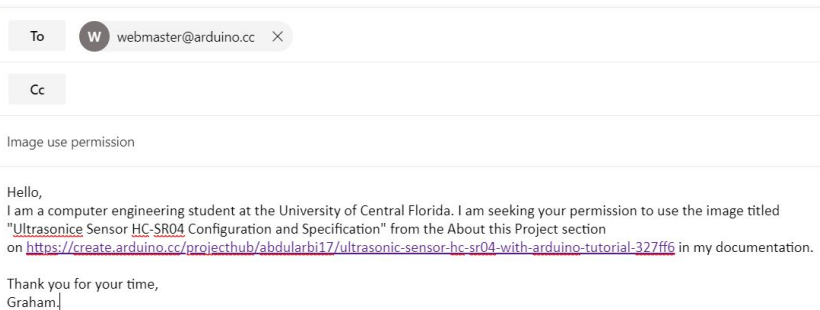 To W webmaster@arduino.cc ×
Cc
Image use permission
Hello,
I am a computer engineering student at the University of Central Florida. I am seeking your permission to use the image titled
"Ultrasonice Sensor HC-SR04 Configuration and Specification" from the About this Project section
on https://create.arduino.cc/projecthub/abdularbi17/ultrasonic-sensor-hc-sr04-with-arduino-tutorial-327ff6 in my documentation.
Thank you for your time,
Graham.